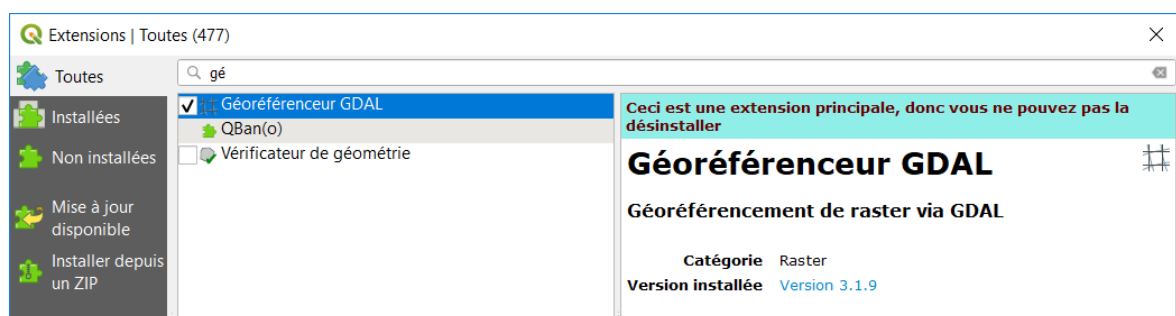 Extensions | Toutes (477)
Toutes
Installées
Non installées
Mise à jour
disponible
Installer depuis
un ZIP
gé
Géoréférenceur GDAL
QBan(o)
Vérificateur de géométrie
Ceci est une extension principale, donc vous ne pouvez pas la
désinstaller
Géoréférenceur GDAL
Géoréférencement de raster via GDAL
Catégorie Raster
Version installée Version 3.1.9